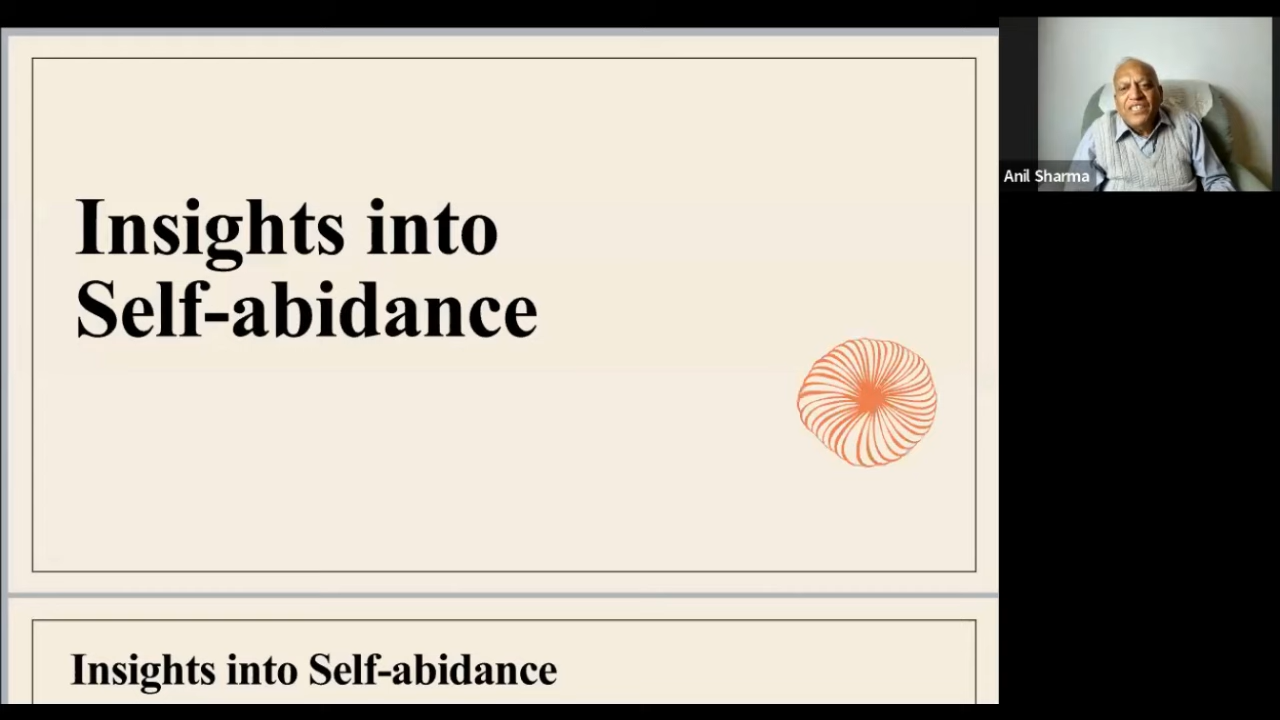 Insights into
Self-abidance
Anil Sharma
Insights into Self-abidance